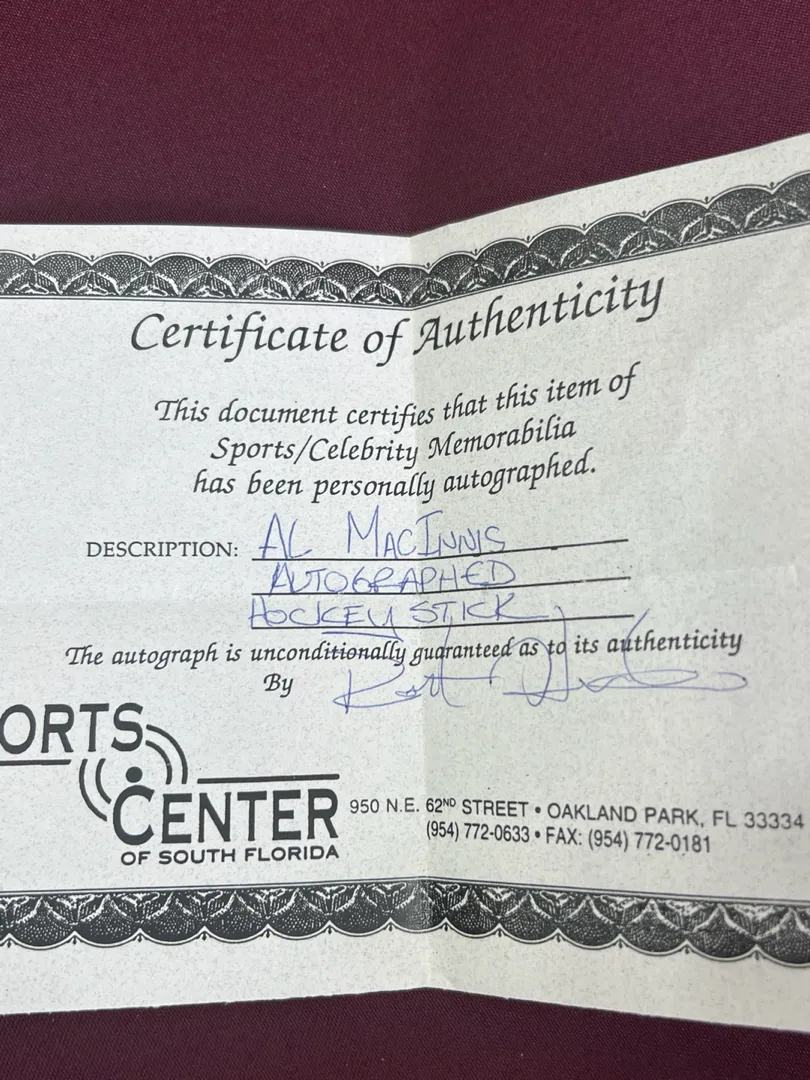 Certificate of Authenticity
This document certifies that this item of
Sports/Celebrity Memorabilia
has been personally autographed.
DESCRIPTION: AL MACINNIS
AUTOGRAPHED
HOCKEY STICK
The autograph is unconditionally guaranteed as to its authenticity
By
ORTS
CENTER
OF SOUTH FLORIDA
950 N.E. 62ND STREET • OAKLAND PARK, FL 33334
(954) 772-0633 • FAX: (954) 772-0181